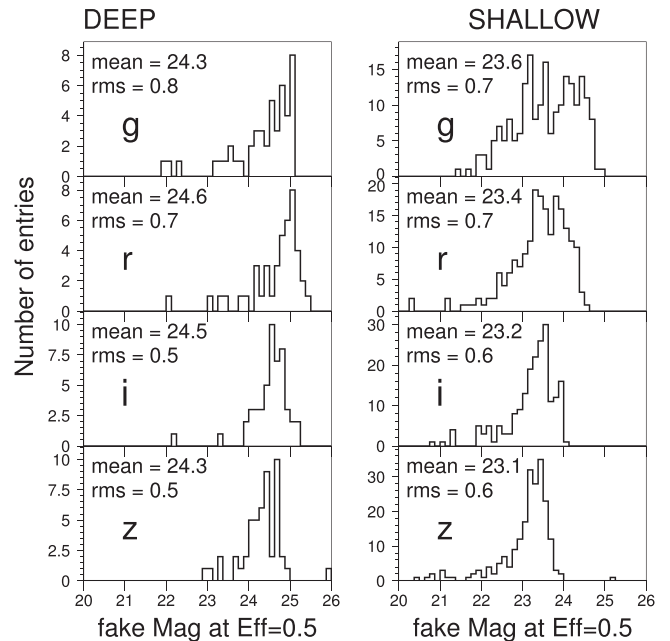 DEEP SHALLOW
Number of entries
8
6
4
2
0
mean = 24.3
rms = 0.8
g
15
10
5
0
mean = 23.6
rms = 0.7
g
8
6
4
2
0
mean = 24.6
rms = 0.7
r
20
15
10
5
0
mean = 23.4
rms = 0.7
r
10
7.5
5
2.5
0
mean = 24.5
rms = 0.5
i
30
20
10
0
mean = 23.2
rms = 0.6
i
10
7.5
5
2.5
0
mean = 24.3
rms = 0.5
z
30
20
10
0
mean = 23.1
rms = 0.6
z
20 21 22 23 24 25 26
20 21 22 23 24 25 26
fake Mag at Eff=0.5
fake Mag at Eff=0.5